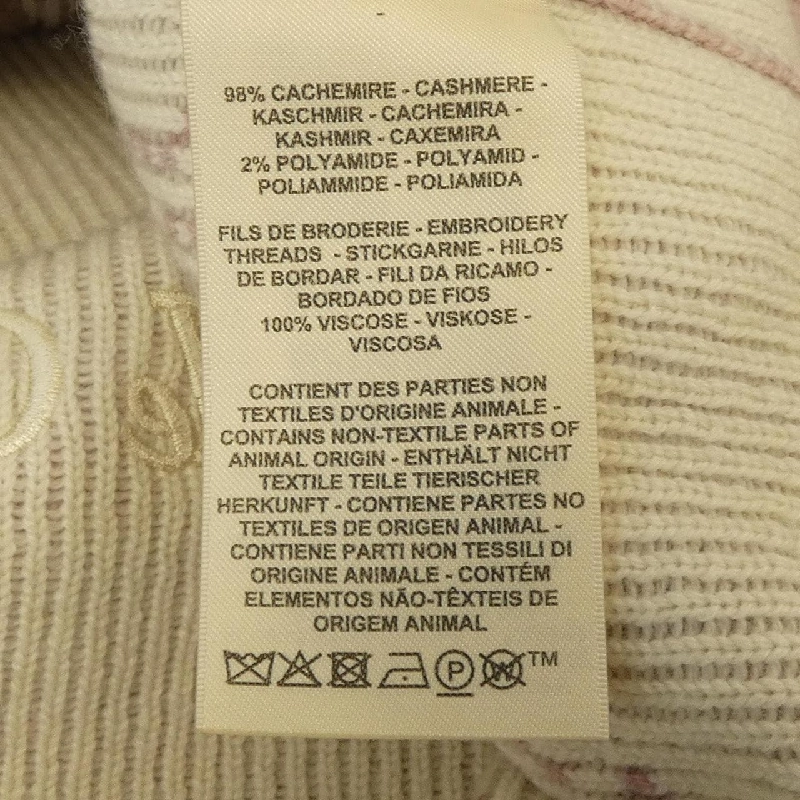 98% CACHEMIRE - CASHMERE -
KASCHMIR - CACHEMIRA -
KASHMIR - CAXEMIRA
2% POLYAMIDE - POLYAMID -
POLIAMMIDE - POLIAMIDA
FILS DE BRODERIE - EMBROIDERY
THREADS - STICKGARNE - HILOS
DE BORDAR - FILI DA RICAMO -
BORDADO DE FIOS
100% VISCOSE - VISKOSE -
VISCOSA
CONTIENT DES PARTIES NON
TEXTILES D'ORIGINE ANIMALE -
CONTAINS NON-TEXTILE PARTS OF
ANIMAL ORIGIN - ENTHÄLT NICHT
TEXTILE TEILE TIERISCHER
HERKUNFT - CONTIENE PARTES NO
TEXTILES DE ORIGEN ANIMAL -
CONTIENE PARTI NON TESSILI DI
ORIGINE ANIMALE - CONTÉM
ELEMENTOS NÃO-TÊXTEIS DE
ORIGEM ANIMAL
P W TM